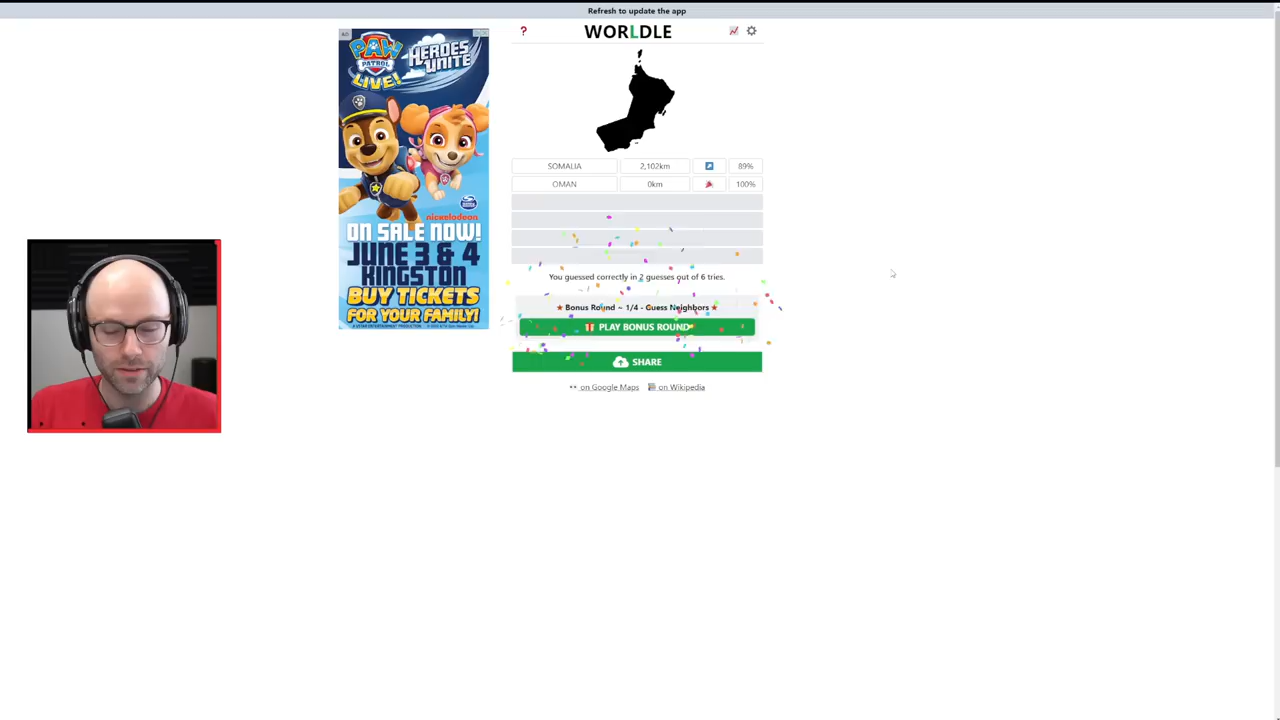 Refresh to update the app
WORLDLE
PAW
PATROL
LIVE!
HEROES
UNITE
nickelodeon
ON SALE NOW!
JUNE 3 & 4
KINGSTON
BUY TICKETS
FOR YOUR FAMILY!
SOMALIA 2,102km 89%
OMAN 0km 100%
You guessed correctly in 2 guesses out of 6 tries.
Bonus Round ~ 1/4 - Guess Neighbors
PLAY BONUS ROUND
SHARE
on Google Maps on Wikipedia